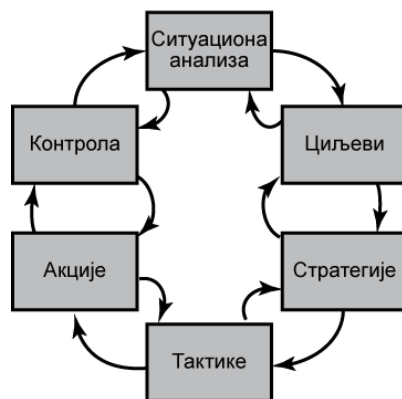 Ситуациона
анализа
Контрола
Циљеви
Акције
Стратегије
Тактике